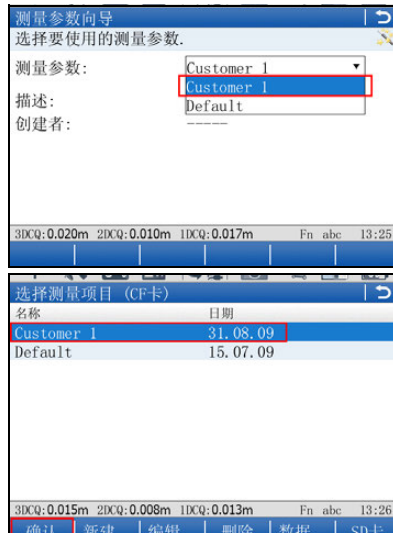 测量参数向导
选择要使用的测量参数.
测量参数: Customer 1
Customer 1
描述: Default
创建者: -----
3DCQ:0.020m 2DCQ:0.010m 1DCQ:0.017m Fn abc 13:25
选择测量项目 (CF卡)
名称 日期
Customer 1 31.08.09
Default 15.07.09
3DCQ:0.015m 2DCQ:0.008m 1DCQ:0.013m Fn abc 13:26
确认 新建 编辑 删除 数据 SD卡